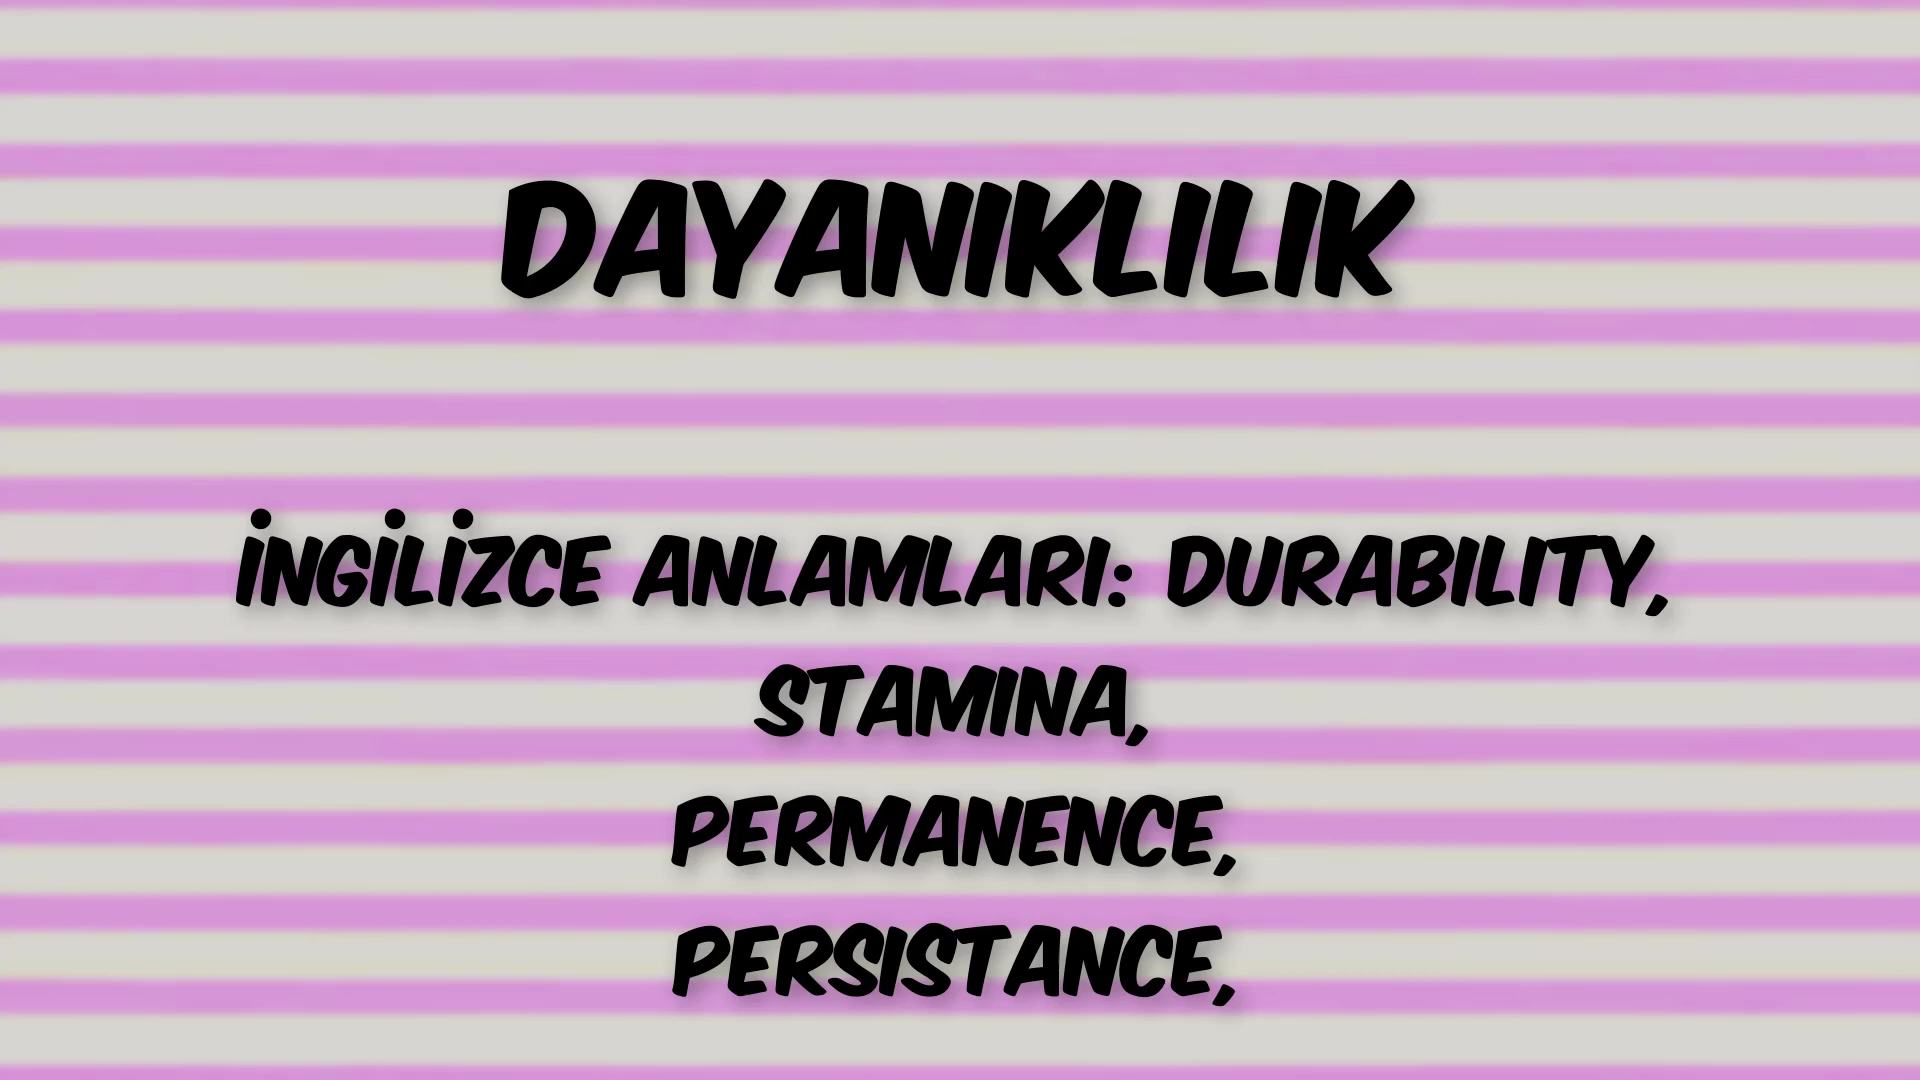 DAYANIKLILIK
İNGİLİZCE ANLAMLARI: DURABILITY,
STAMINA,
PERMANENCE,
PERSISTANCE,